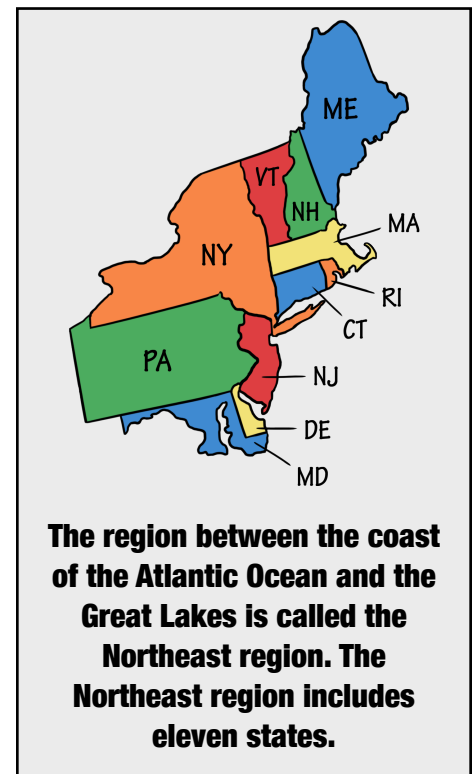 ME
VT
NH
MA
NY
RI
CT
PA
NJ
DE
MD
The region between the coast
of the Atlantic Ocean and the
Great Lakes is called the
Northeast region. The
Northeast region includes
eleven states.